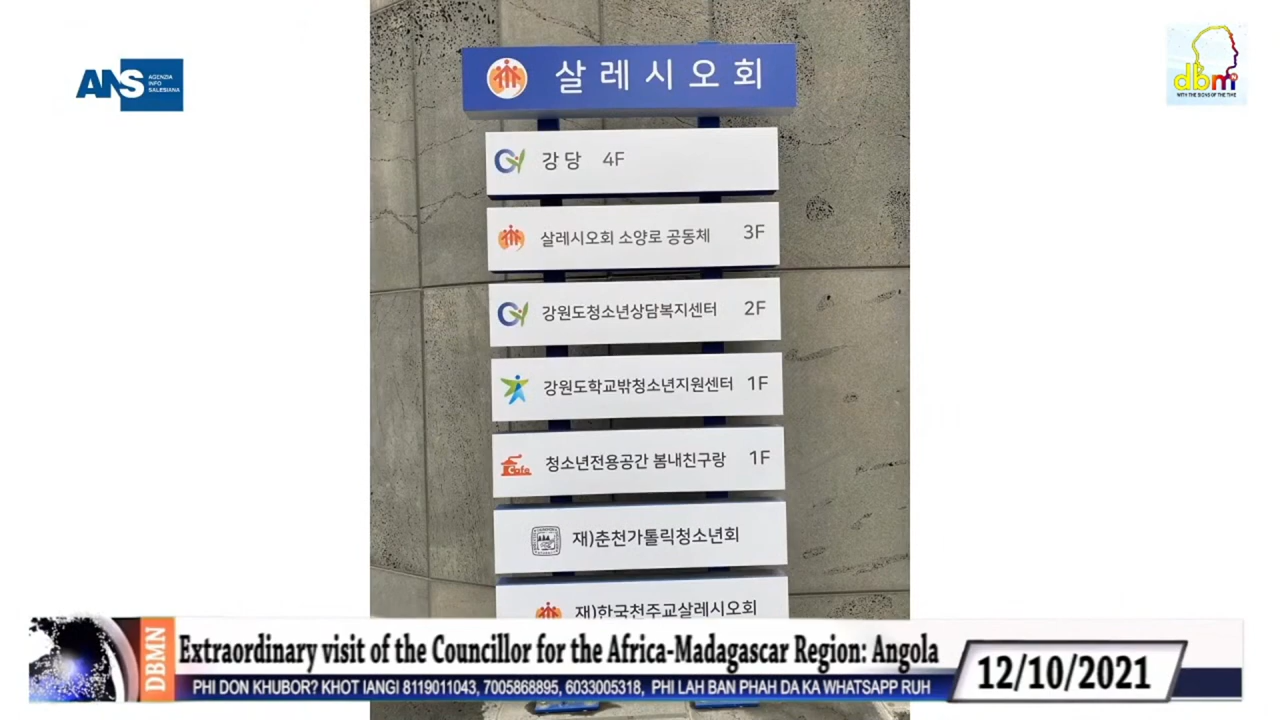 ANS AGENZIA
INFO
SALESIANA
dbm
WITH THE SIGNS OF THE TIME
살레시오회
강당 4F
살레시오회 소양로 공동체 3F
강원도청소년상담복지센터 2F
강원도학교밖청소년지원센터 1F
Cafe 청소년전용공간 봄내친구랑 1F
재)춘천가톨릭청소년회
재)한국천주교살레시오회
DBMN
Extraordinary visit of the Councillor for the Africa-Madagascar Region: Angola
12/10/2021
PHI DON KHUBOR? KHOT IANGI 8119011043, 7005868895, 6033005318, PHI LAH BAN PHAH DA KA WHATSAPP RUH